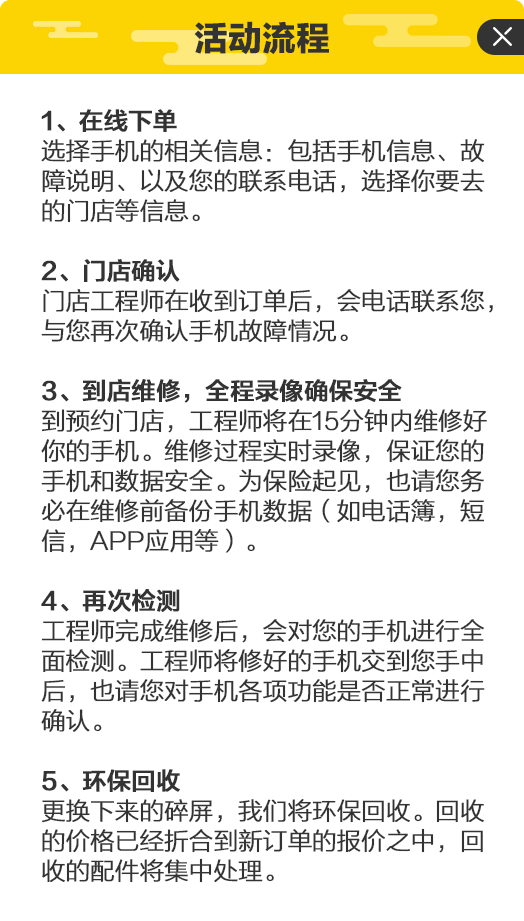 活动流程
1、在线下单
选择手机的相关信息：包括手机信息、故
障说明、以及您的联系电话，选择你要去
的门店等信息。
2、门店确认
门店工程师在收到订单后，会电话联系您，
与您再次确认手机故障情况。
3、到店维修，全程录像确保安全
到预约门店，工程师将在15分钟内维修好
你的手机。维修过程实时录像，保证您的
手机和数据安全。为保险起见，也请您务
必在维修前备份手机数据（如电话簿，短
信，APP应用等）。
4、再次检测
工程师完成维修后，会对您的手机进行全
面检测。工程师将修好的手机交到您手中
后，也请您对手机各项功能是否正常进行
确认。
5、环保回收
更换下来的碎屏，我们将环保回收。回收
的价格已经折合到新订单的报价之中，回
收的配件将集中处理。